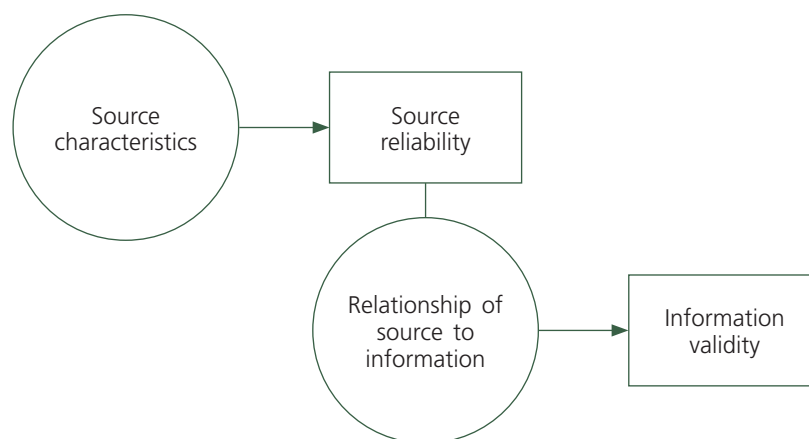 Source
characteristics
Source
reliability
Relationship of
source to
information
Information
validity